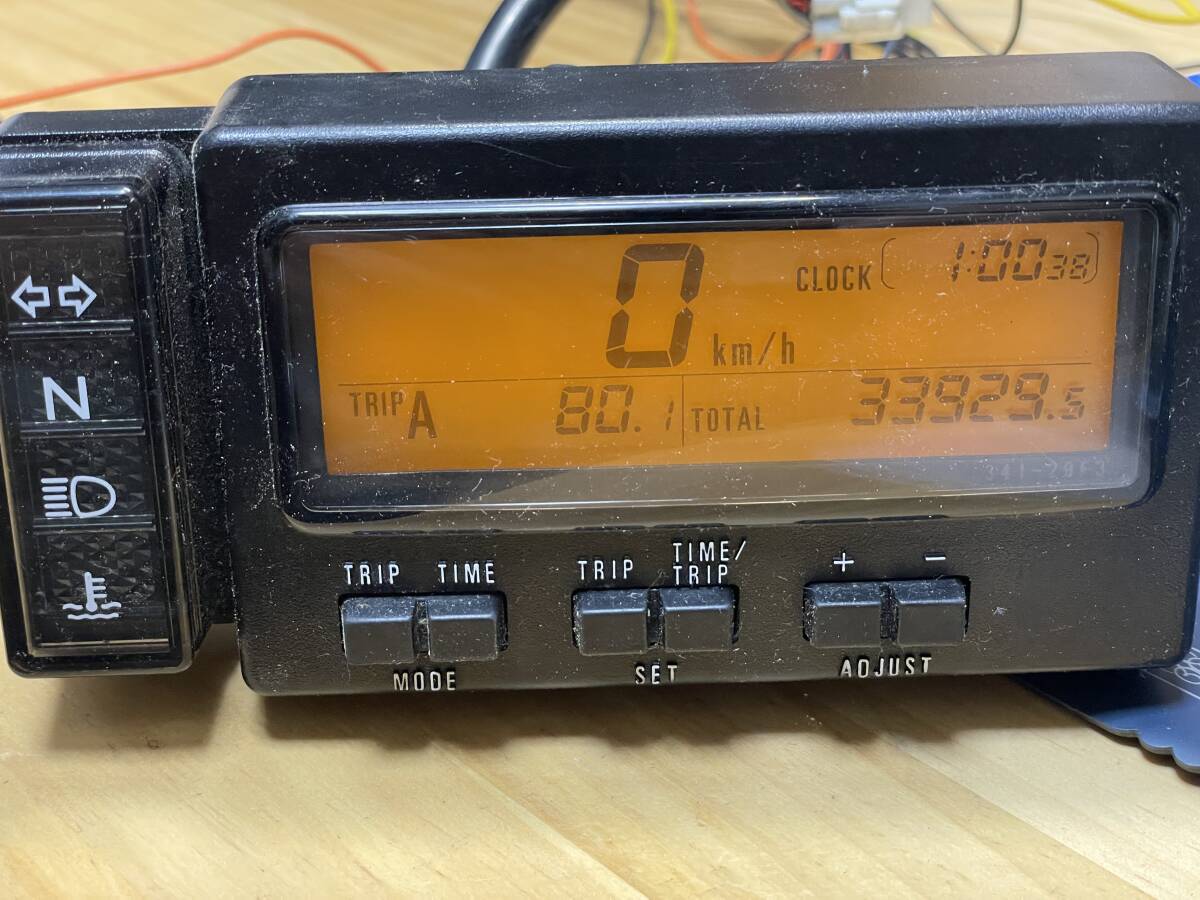 CLOCK 1:00 38
0 km/h
TRIP A 80.1 TOTAL 33929.5
N
TRIP TIME TRIP TIME/TRIP + −
MODE SET ADJUST